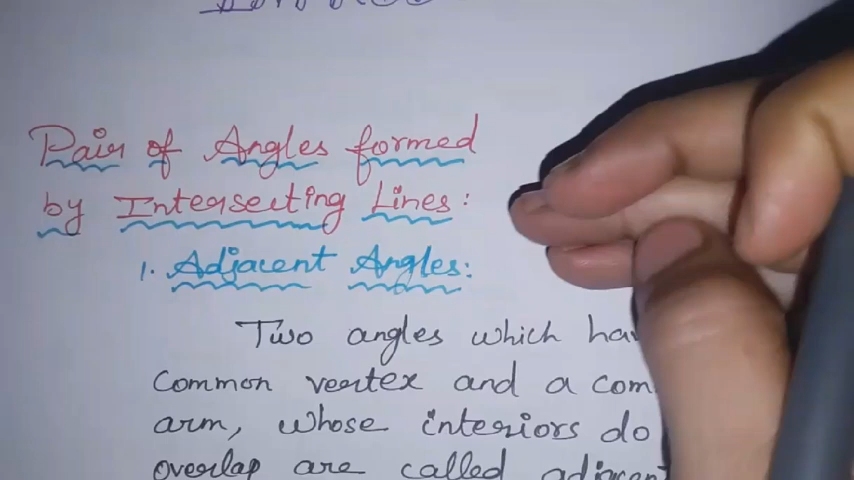 Pair of Angles formed
by Intersecting Lines:
1. Adjacent Angles:
Two angles which ha
common vertex and a com
arm, whose interiors do
overlap are called adjacent